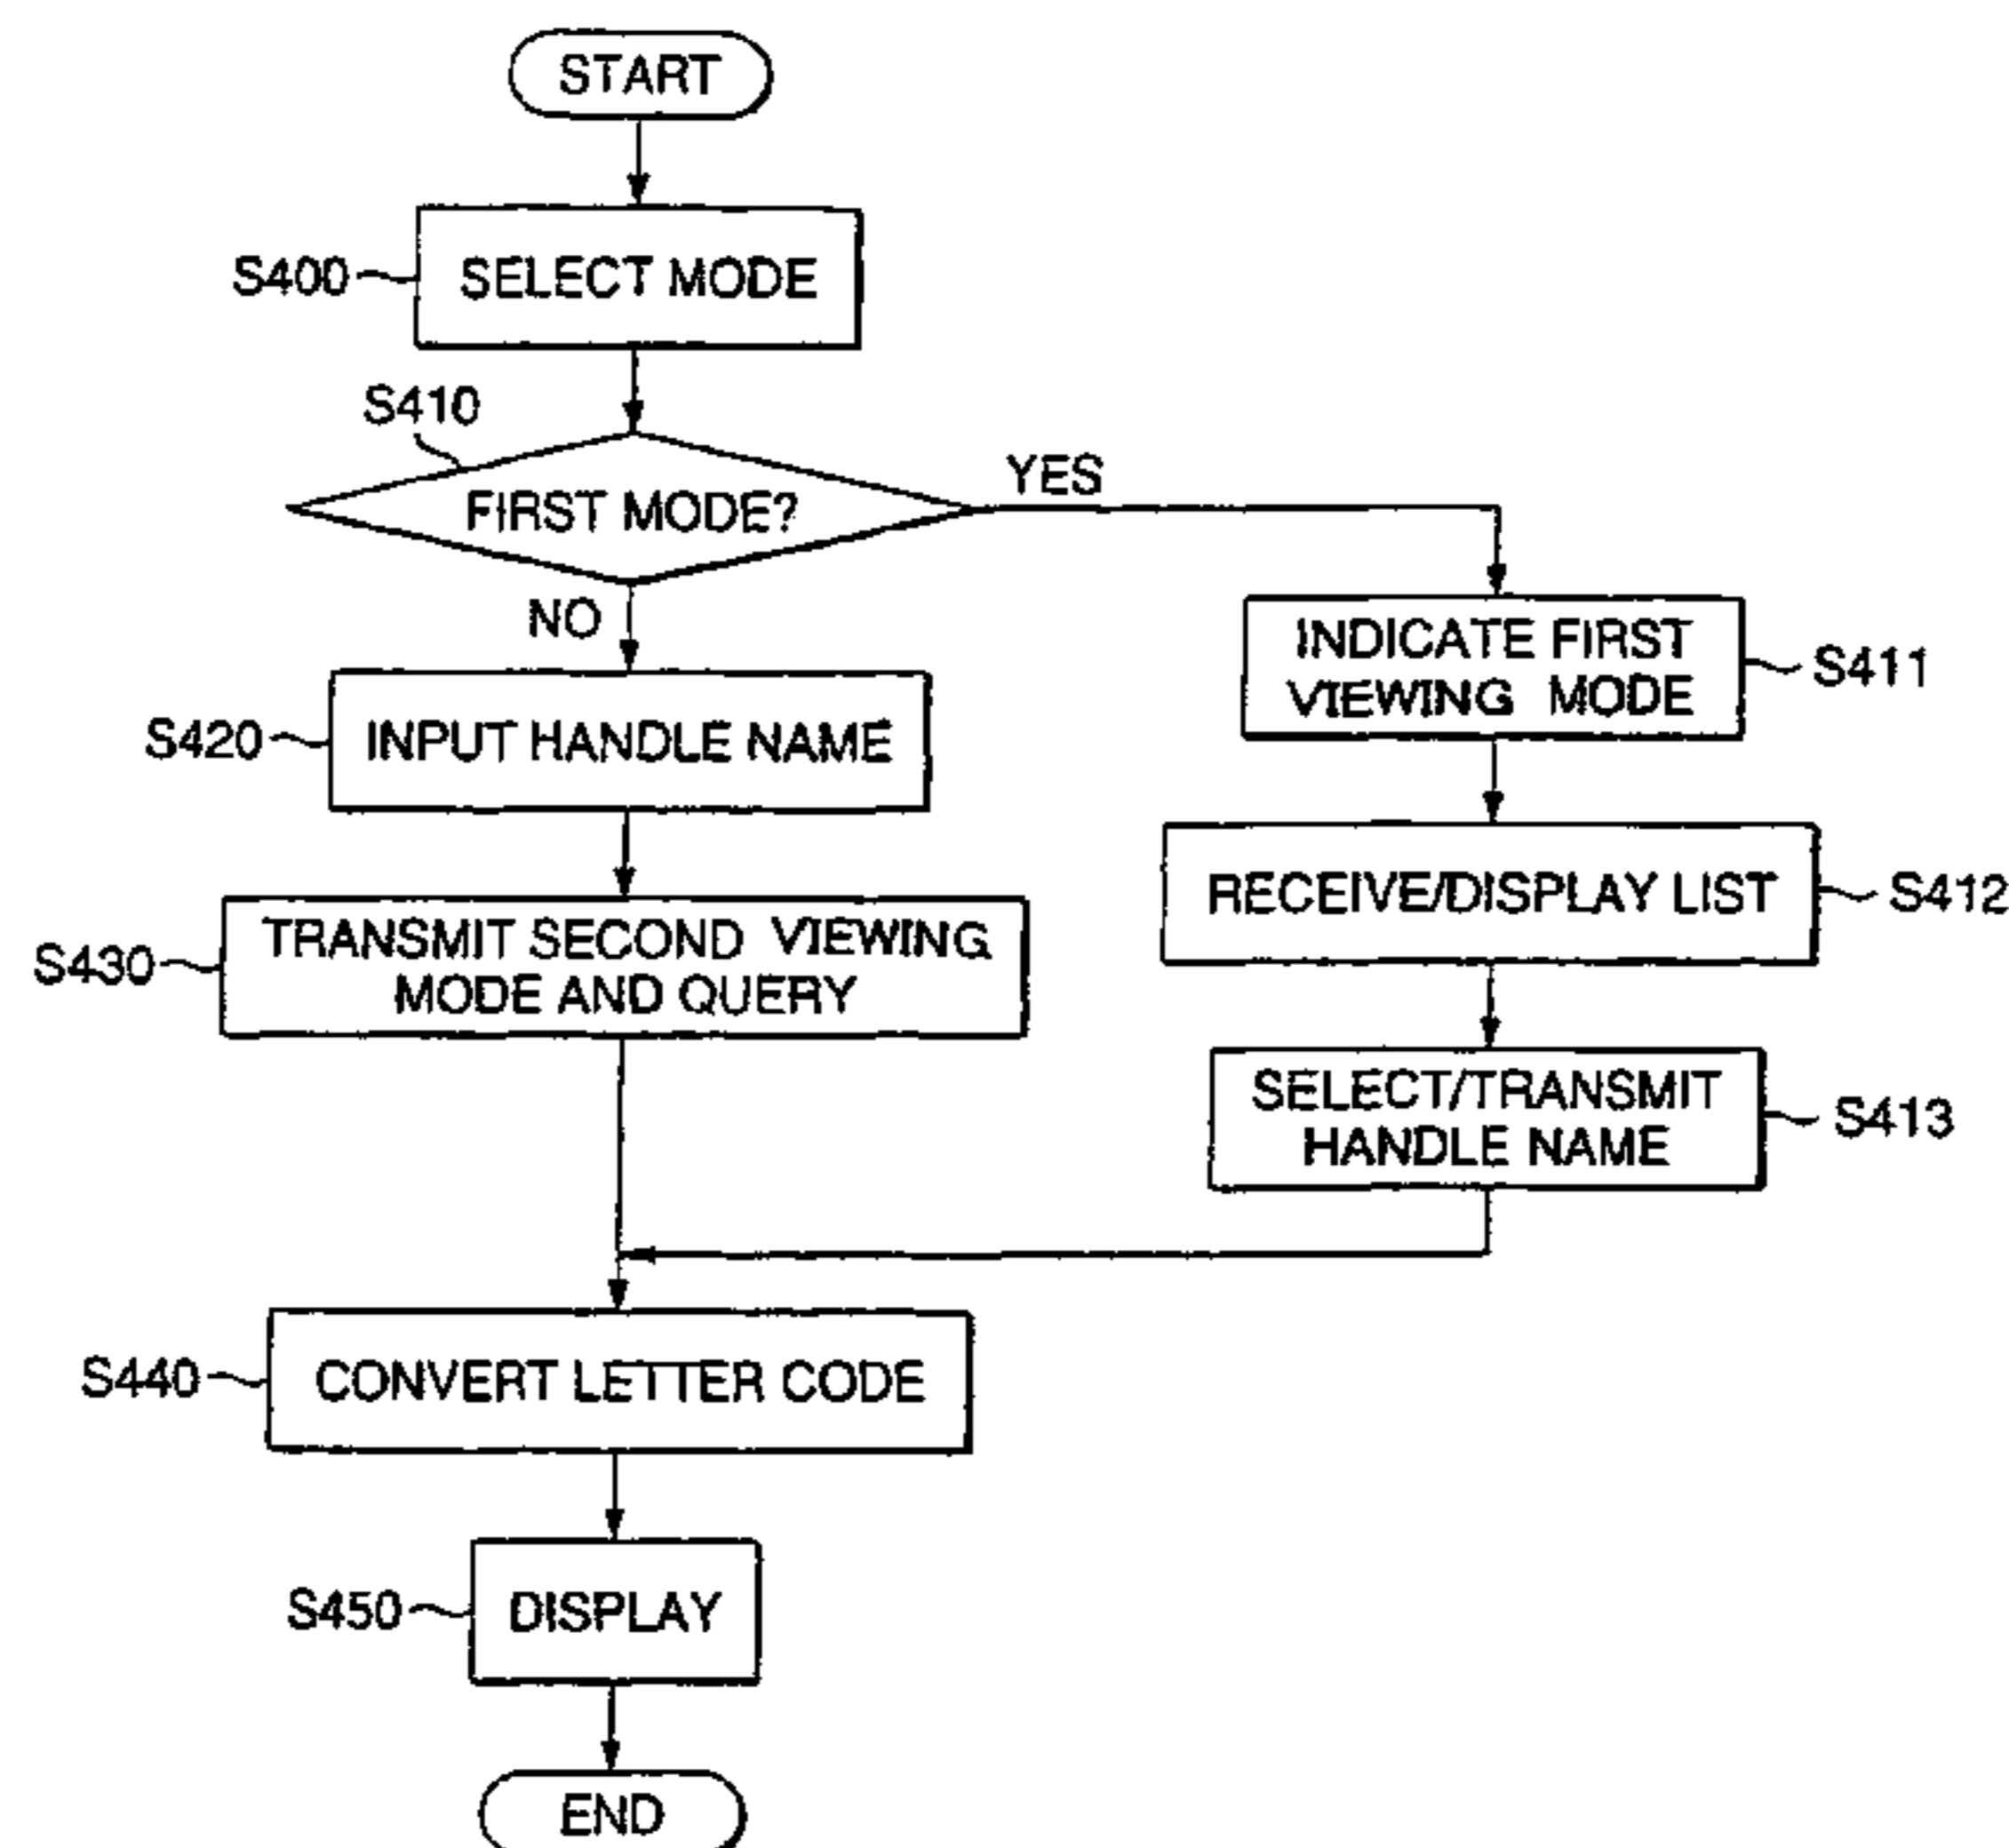 START
S400
SELECT MODE
S410
FIRST MODE?
YES
NO
INDICATE FIRST
VIEWING MODE
S411
S420
INPUT HANDLE NAME
RECEIVE/DISPLAY LIST
S412
S430
TRANSMIT SECOND VIEWING
MODE AND QUERY
SELECT/TRANSMIT
HANDLE NAME
S413
S440
CONVERT LETTER CODE
S450
DISPLAY
END